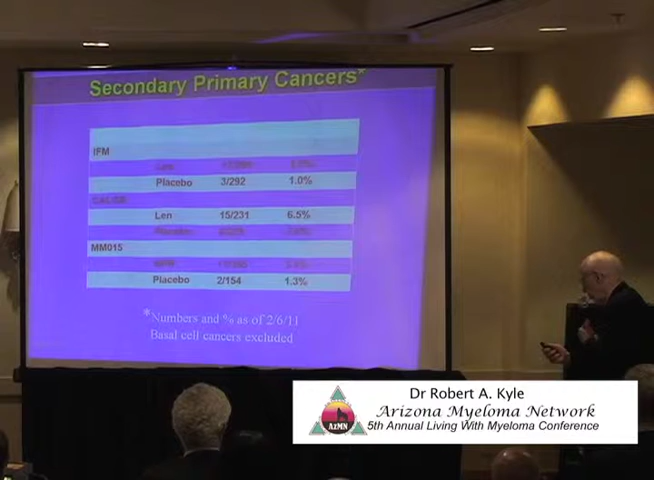 Secondary Primary Cancers*
IFM
Len
Placebo 3/292 1.0%
CALGB
Len 15/231 6.5%
Placebo
MM015
Placebo 2/154 1.3%
*Numbers and % as of 2/6/11
Basal cell cancers excluded
Dr Robert A. Kyle
Arizona Myeloma Network
AzMN
5th Annual Living With Myeloma Conference